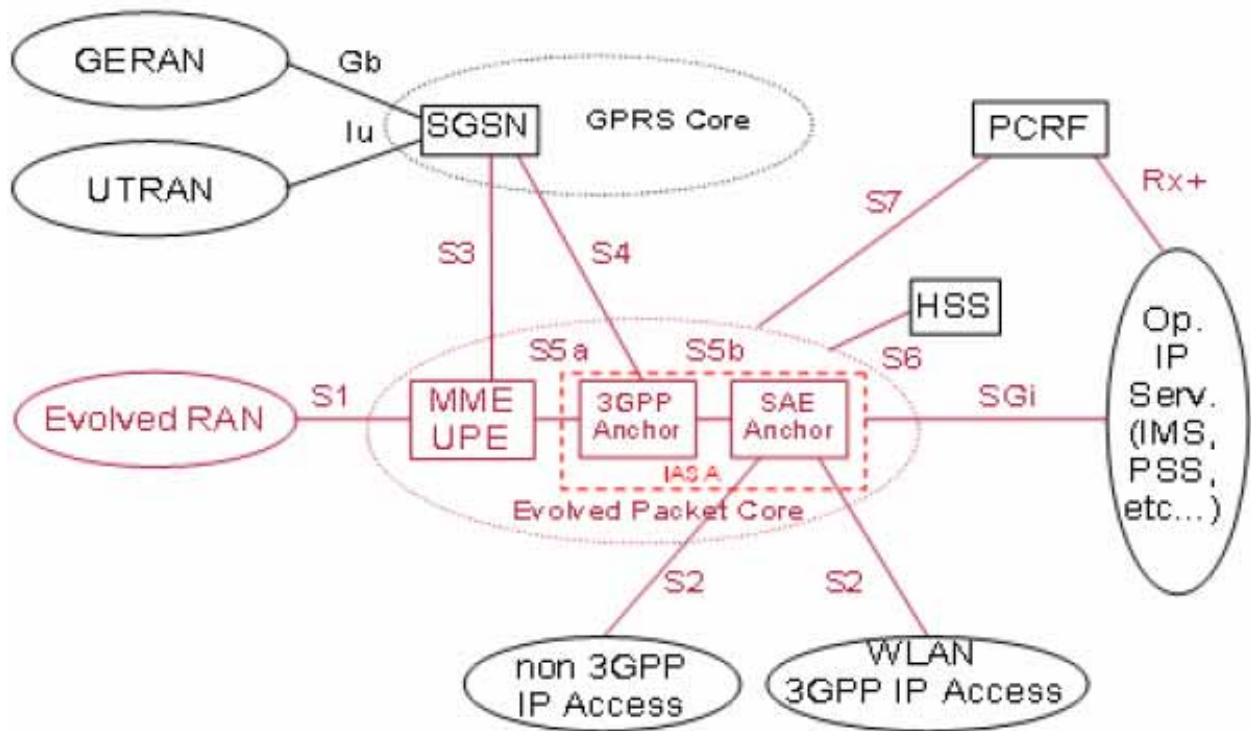 GERAN
Gb
SGSN
GPRS Core
PCRF
Iu
UTRAN
Rx+
S7
S3
S4
HSS
Op.
IP
Serv.
(IMS,
PSS,
etc...)
S5a
S5b
S6
Evolved RAN
S1
MME
UPE
3GPP
Anchor
SAE
Anchor
SGi
IASA
Evolved Packet Core
S2
S2
non 3GPP
IP Access
WLAN
3GPP IP Access